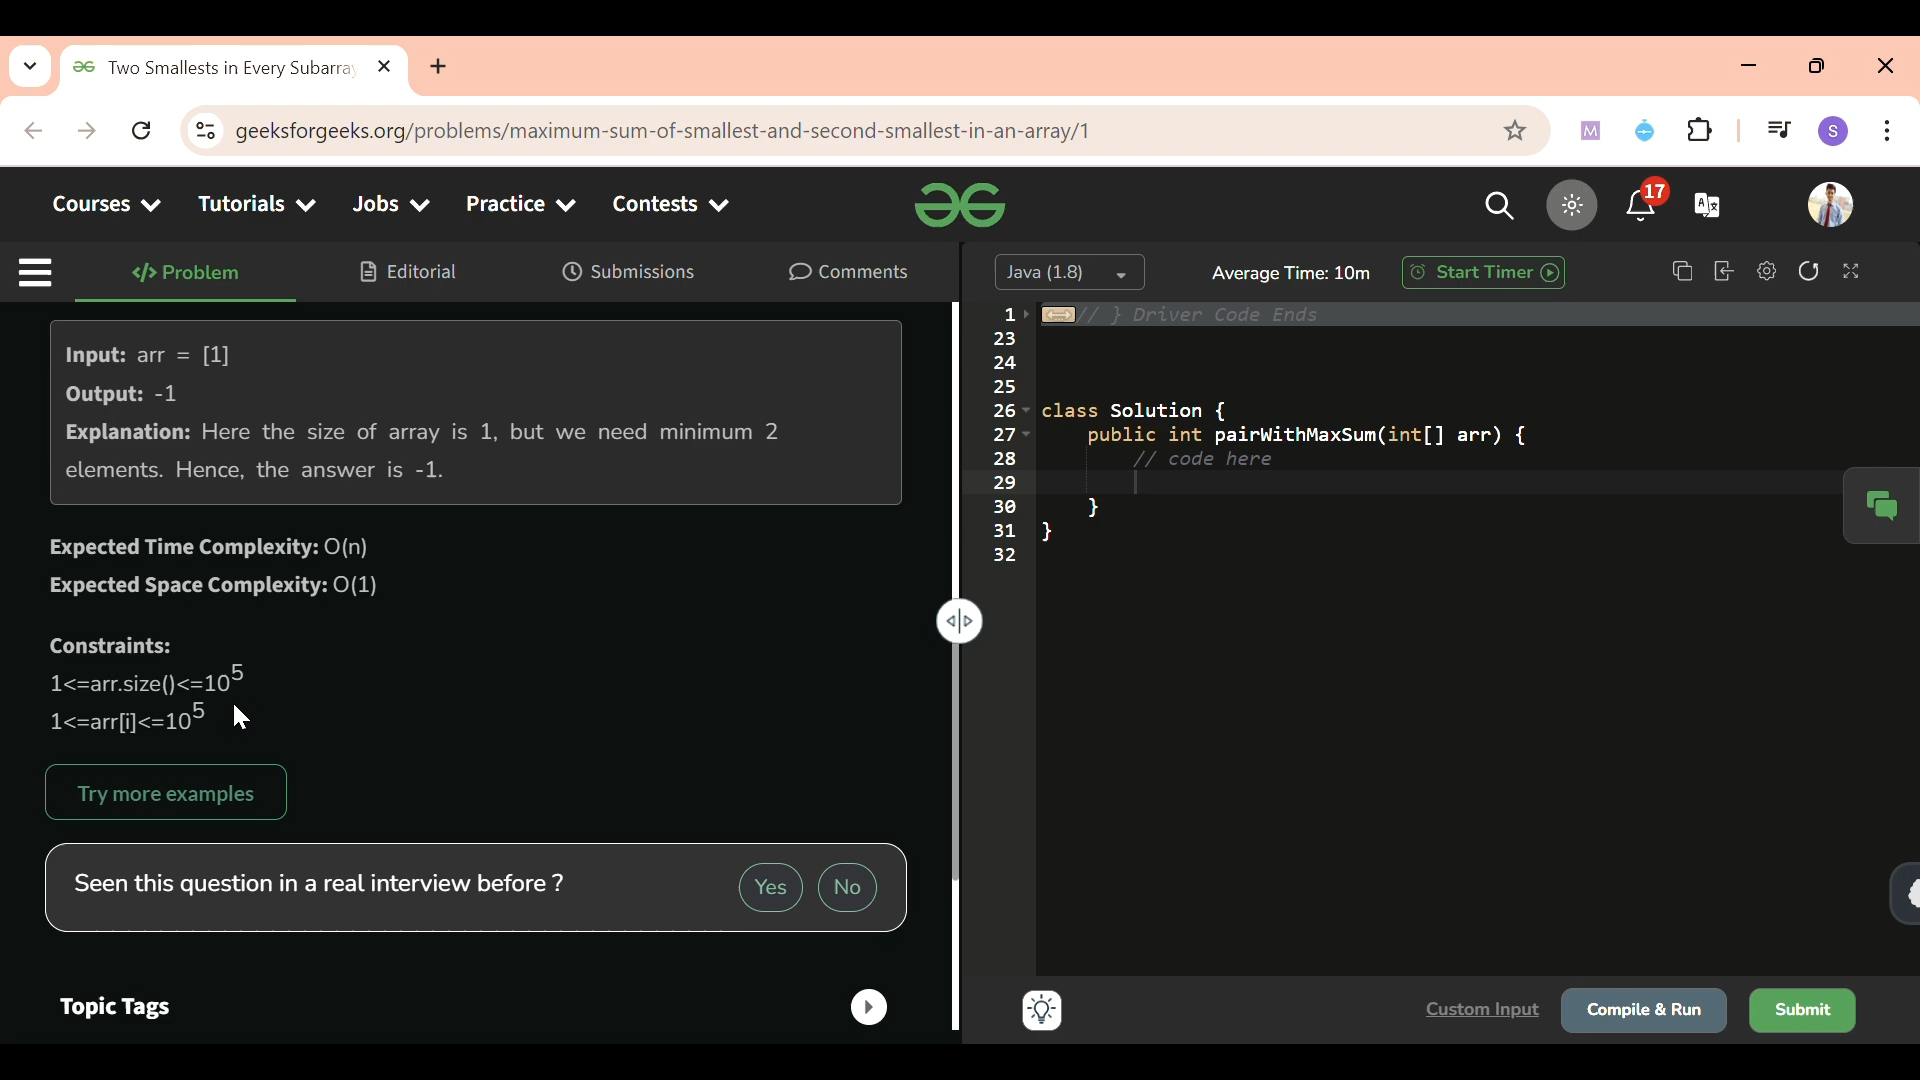 Two Smallests in Every Subarray
geeksforgeeks.org/problems/maximum-sum-of-smallest-and-second-smallest-in-an-array/1
M
S
Courses Tutorials Jobs Practice Contests
17
</> Problem Editorial Submissions Comments
Java (1.8) Average Time: 10m Start Timer
Input: arr = [1]
Output: -1
Explanation: Here the size of array is 1, but we need minimum 2
elements. Hence, the answer is -1.
Expected Time Complexity: O(n)
Expected Space Complexity: O(1)
Constraints:
1<=arr.size()<=10^5
1<=arr[i]<=10^5
Try more examples
Seen this question in a real interview before ? Yes No
Topic Tags
1 // } Driver Code Ends
23
24
25
26 class Solution {
27 public int pairWithMaxSum(int[] arr) {
28 // code here
29
30 }
31 }
32
Custom Input Compile & Run Submit